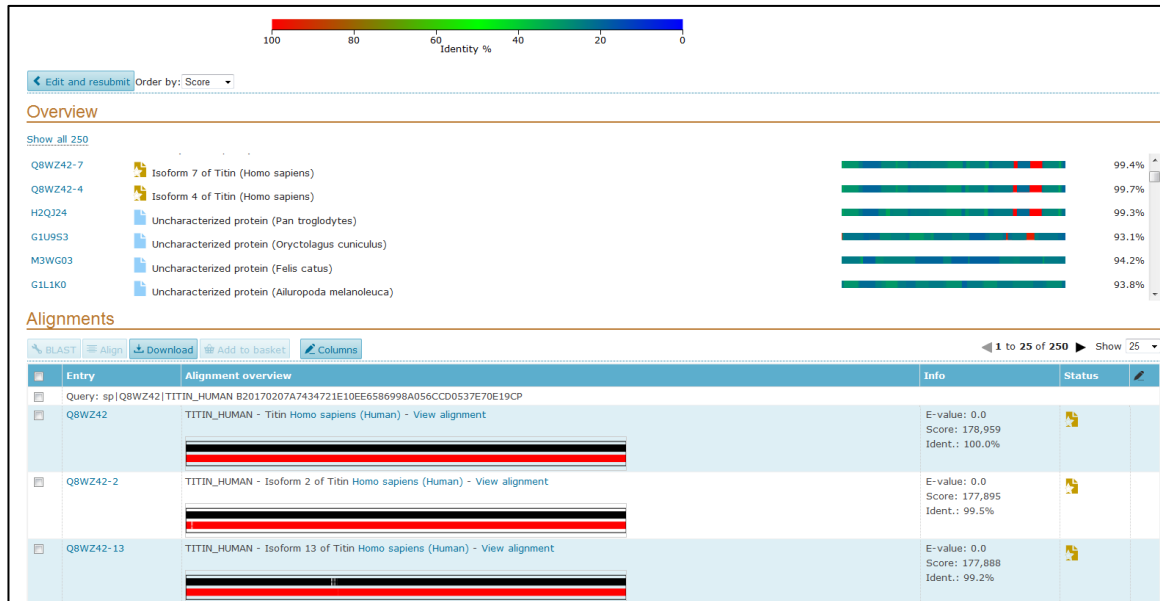 100 80 60 40 20 0
Identity %
Edit and resubmit Order by: Score
Overview
Show all 250
Q8WZ42-7 Isoform 7 of Titin (Homo sapiens) 99.4%
Q8WZ42-4 Isoform 4 of Titin (Homo sapiens) 99.7%
H2QJ24 Uncharacterized protein (Pan troglodytes) 99.3%
G1U9S3 Uncharacterized protein (Oryctolagus cuniculus) 93.1%
M3WG03 Uncharacterized protein (Felis catus) 94.2%
G1L1K0 Uncharacterized protein (Ailuropoda melanoleuca) 93.8%
Alignments
BLAST Align Download Add to basket Columns 1 to 25 of 250 Show 25
Entry Alignment overview Info Status
Query: sp|Q8WZ42|TITIN_HUMAN B20170207A7434721E10EE6586998A056CCD0537E70E19CP
Q8WZ42 TITIN_HUMAN - Titin Homo sapiens (Human) - View alignment E-value: 0.0
Score: 178,959
Ident.: 100.0%
Q8WZ42-2 TITIN_HUMAN - Isoform 2 of Titin Homo sapiens (Human) - View alignment E-value: 0.0
Score: 177,895
Ident.: 99.5%
Q8WZ42-13 TITIN_HUMAN - Isoform 13 of Titin Homo sapiens (Human) - View alignment E-value: 0.0
Score: 177,888
Ident.: 99.2%